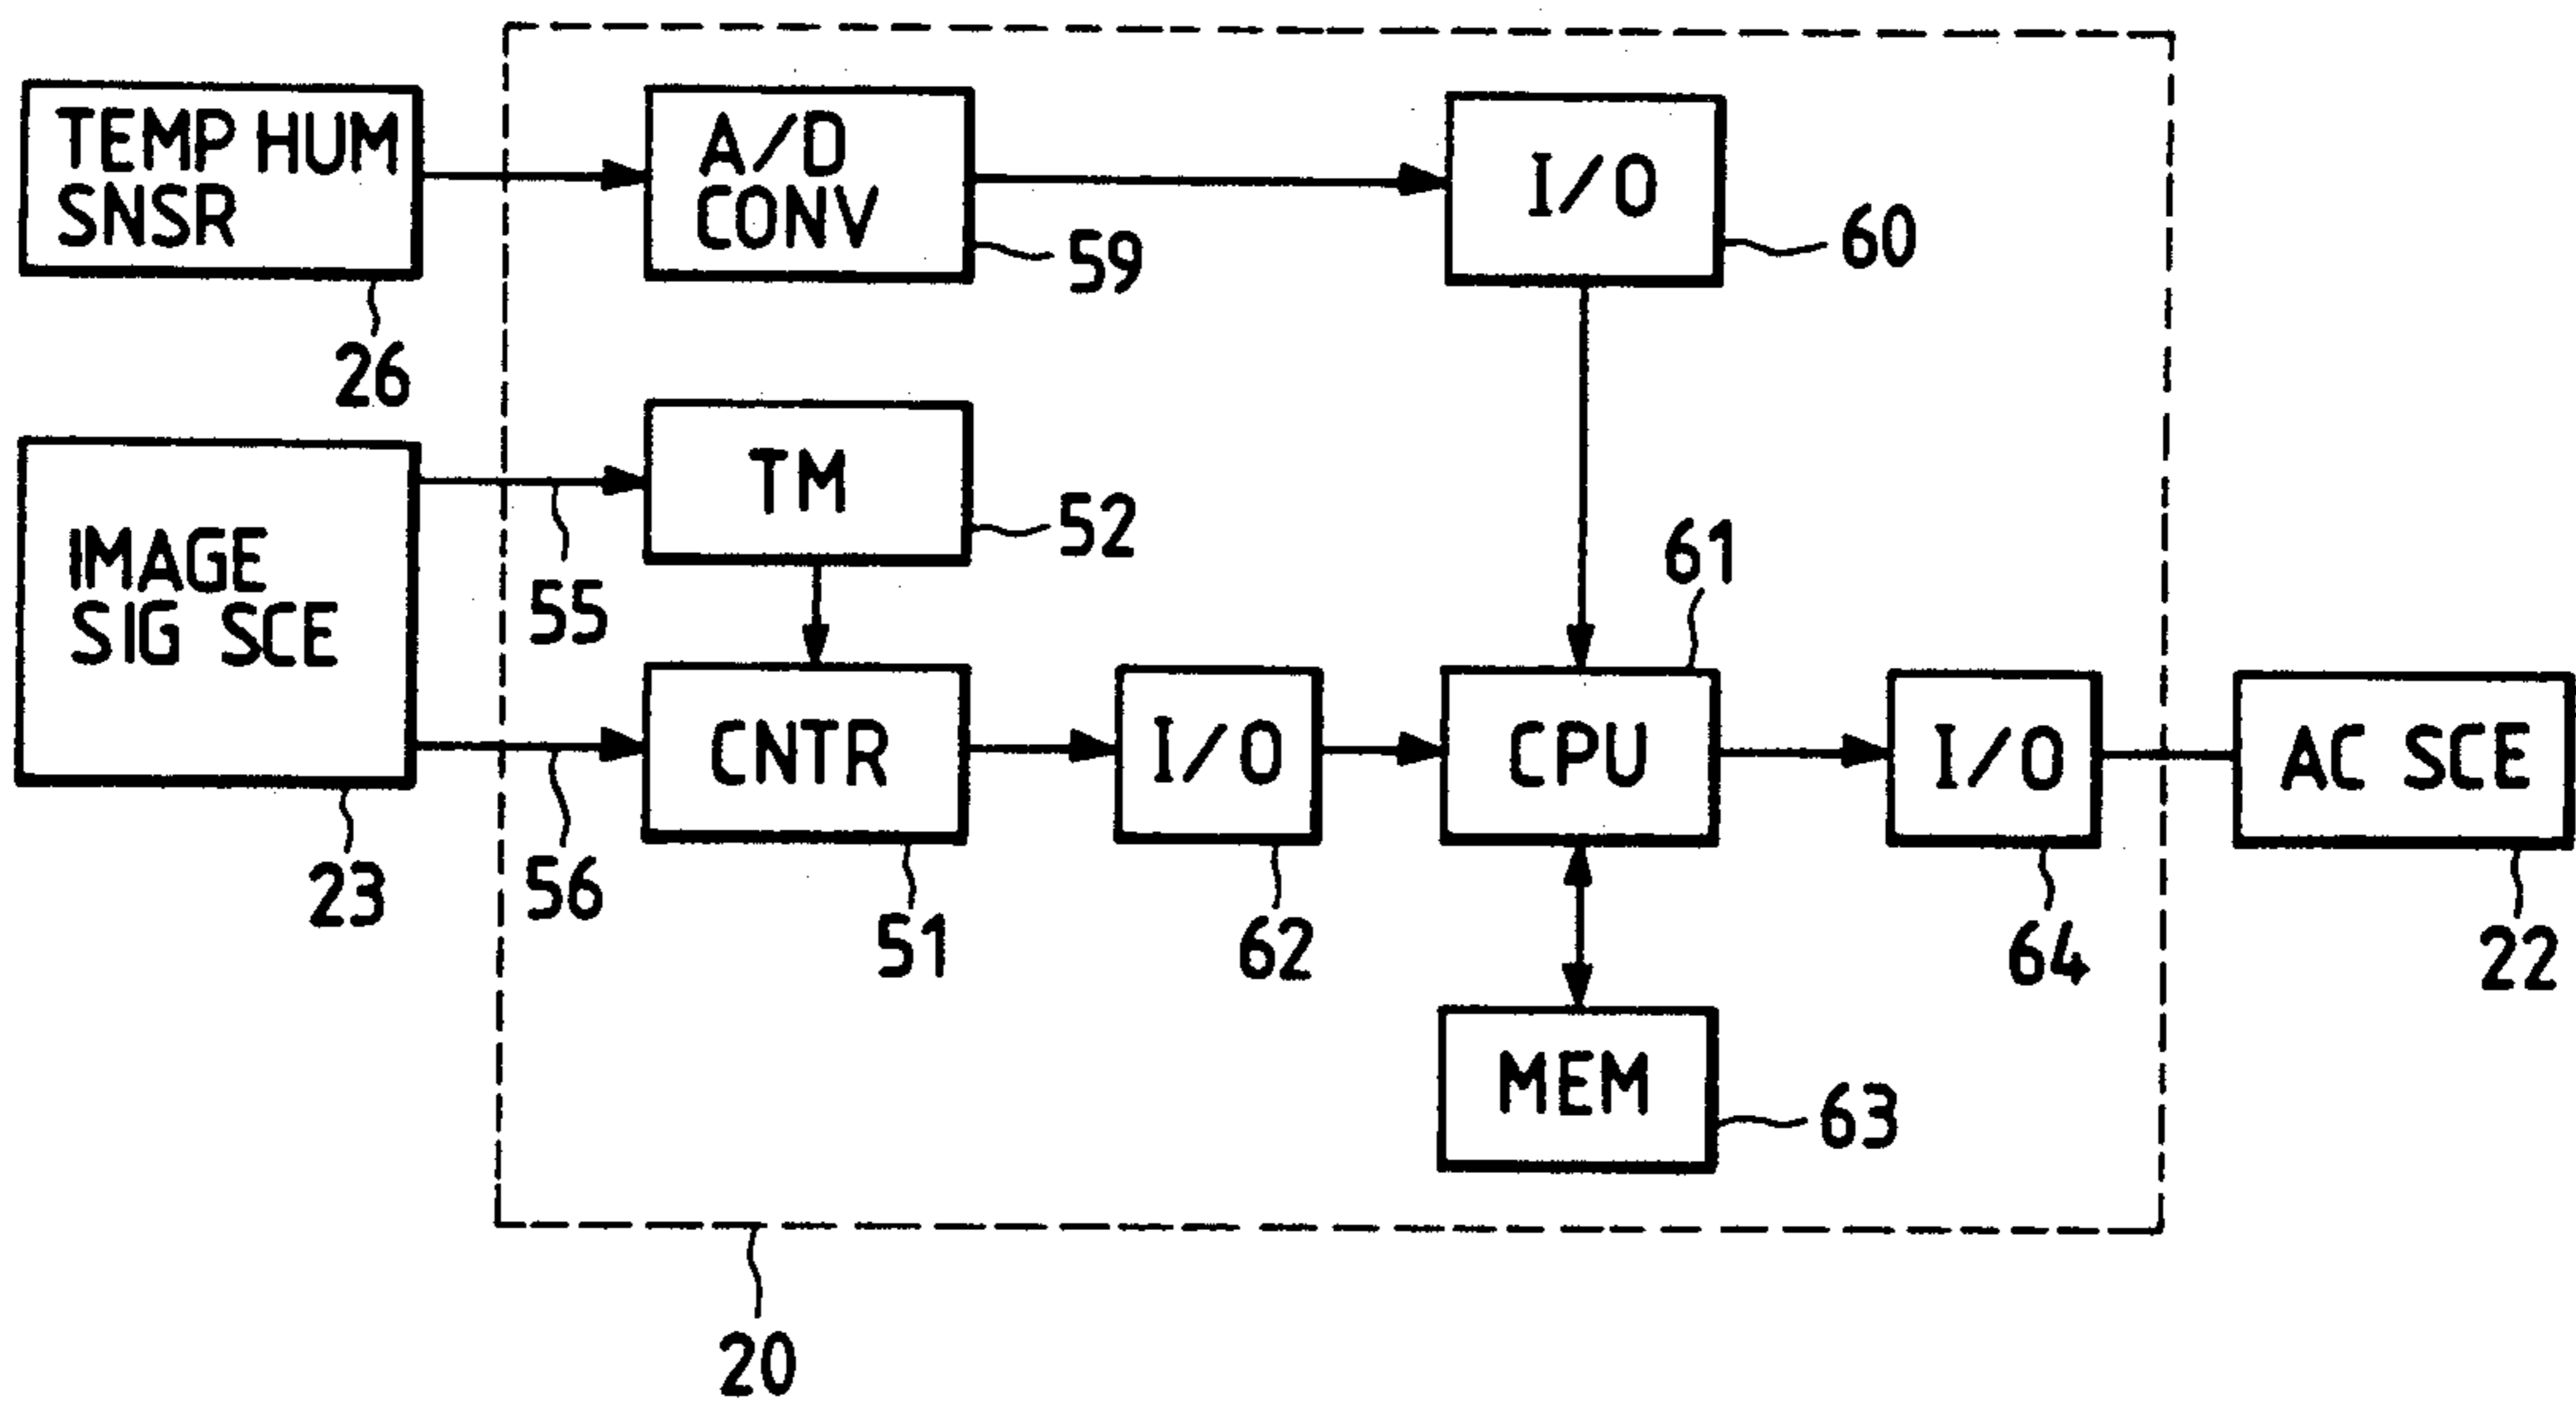 TEMP HUM
SNSR
26
A/D
CONV
59
I/O
60
IMAGE
SIG SCE
23
55
TM
52
56
CNTR
51
I/O
62
61
CPU
I/O
64
AC SCE
22
MEM
63
20